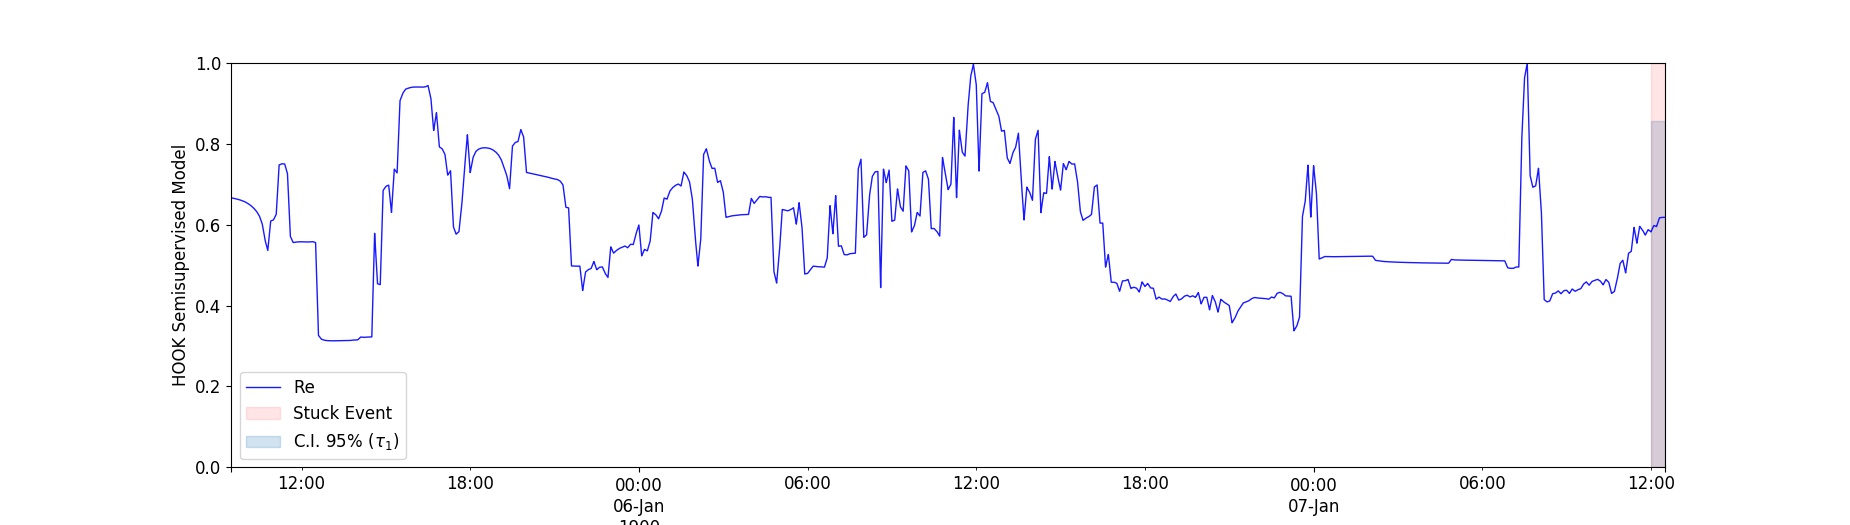 HOOK Semisupervised Model
1.0
0.8
0.6
0.4
0.2
0.0
Re
Stuck Event
C.I. 95% (τ₁)
12:00 18:00 00:00 06:00 12:00 18:00 00:00 06:00 12:00
06-Jan 07-Jan
1900